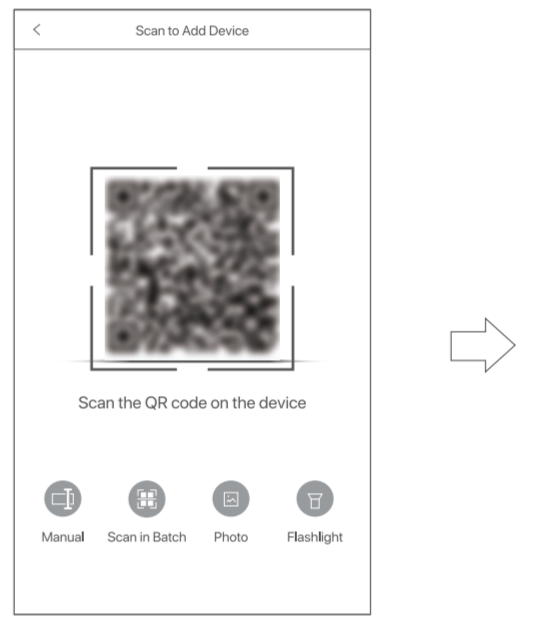 Scan to Add Device
Scan the QR code on the device
Manual Scan in Batch Photo Flashlight